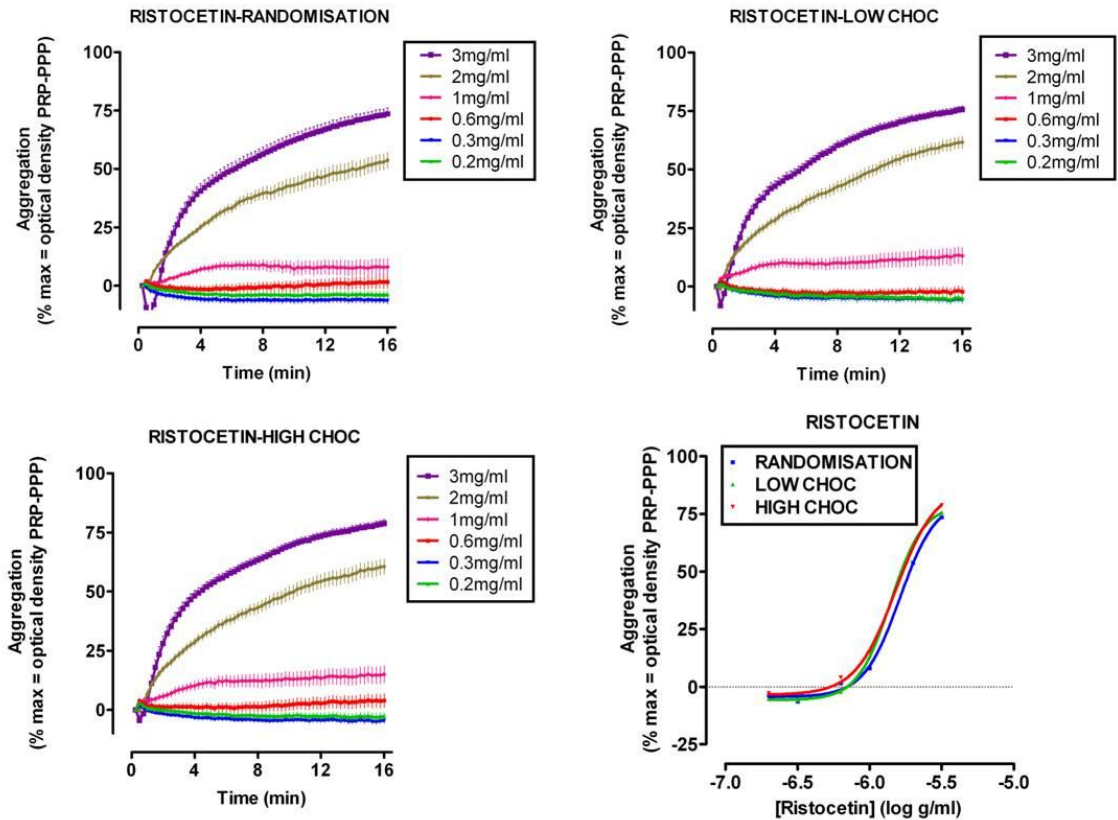 RISTOCETIN-RANDOMISATION
Aggregation
(% max = optical density PRP-PPP)
100
75
50
25
0
0 4 8 12 16
Time (min)
3mg/ml
2mg/ml
1mg/ml
0.6mg/ml
0.3mg/ml
0.2mg/ml
RISTOCETIN-LOW CHOC
Aggregation
(% max = optical density PRP-PPP)
100
75
50
25
0
0 4 8 12 16
Time (min)
3mg/ml
2mg/ml
1mg/ml
0.6mg/ml
0.3mg/ml
0.2mg/ml
RISTOCETIN-HIGH CHOC
Aggregation
(% max = optical density PRP-PPP)
100
75
50
25
0
0 4 8 12 16
Time (min)
3mg/ml
2mg/ml
1mg/ml
0.6mg/ml
0.3mg/ml
0.2mg/ml
RISTOCETIN
Aggregation
(% max = optical density PRP-PPP)
100
75
50
25
0
-25
-7.0 -6.5 -6.0 -5.5 -5.0
[Ristocetin] (log g/ml)
RANDOMISATION
LOW CHOC
HIGH CHOC